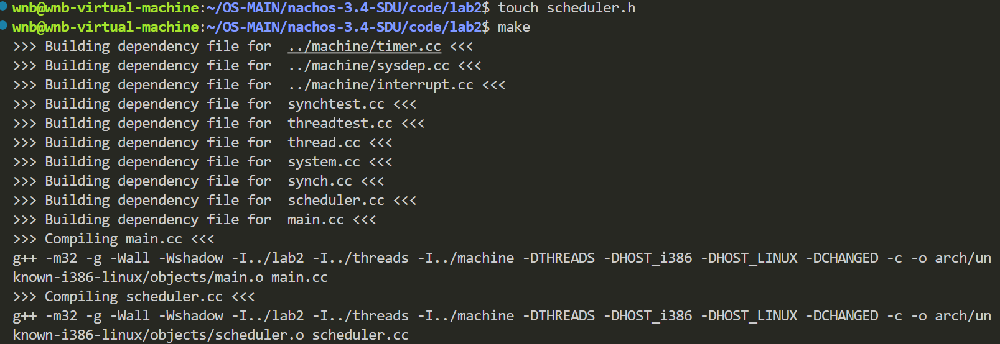 wnb@wnb-virtual-machine:~/OS-MAIN/nachos-3.4-SDU/code/lab2$ touch scheduler.h
wnb@wnb-virtual-machine:~/OS-MAIN/nachos-3.4-SDU/code/lab2$ make
>>> Building dependency file for  ../machine/timer.cc <<<
>>> Building dependency file for  ../machine/sysdep.cc <<<
>>> Building dependency file for  ../machine/interrupt.cc <<<
>>> Building dependency file for  synchtest.cc <<<
>>> Building dependency file for  threadtest.cc <<<
>>> Building dependency file for  thread.cc <<<
>>> Building dependency file for  system.cc <<<
>>> Building dependency file for  synch.cc <<<
>>> Building dependency file for  scheduler.cc <<<
>>> Building dependency file for  main.cc <<<
>>> Compiling main.cc <<<
g++ -m32 -g -Wall -Wshadow -I../lab2 -I../threads -I../machine -DTHREADS -DHOST_i386 -DHOST_LINUX -DCHANGED -c -o arch/un
known-i386-linux/objects/main.o main.cc
>>> Compiling scheduler.cc <<<
g++ -m32 -g -Wall -Wshadow -I../lab2 -I../threads -I../machine -DTHREADS -DHOST_i386 -DHOST_LINUX -DCHANGED -c -o arch/un
known-i386-linux/objects/scheduler.o scheduler.cc